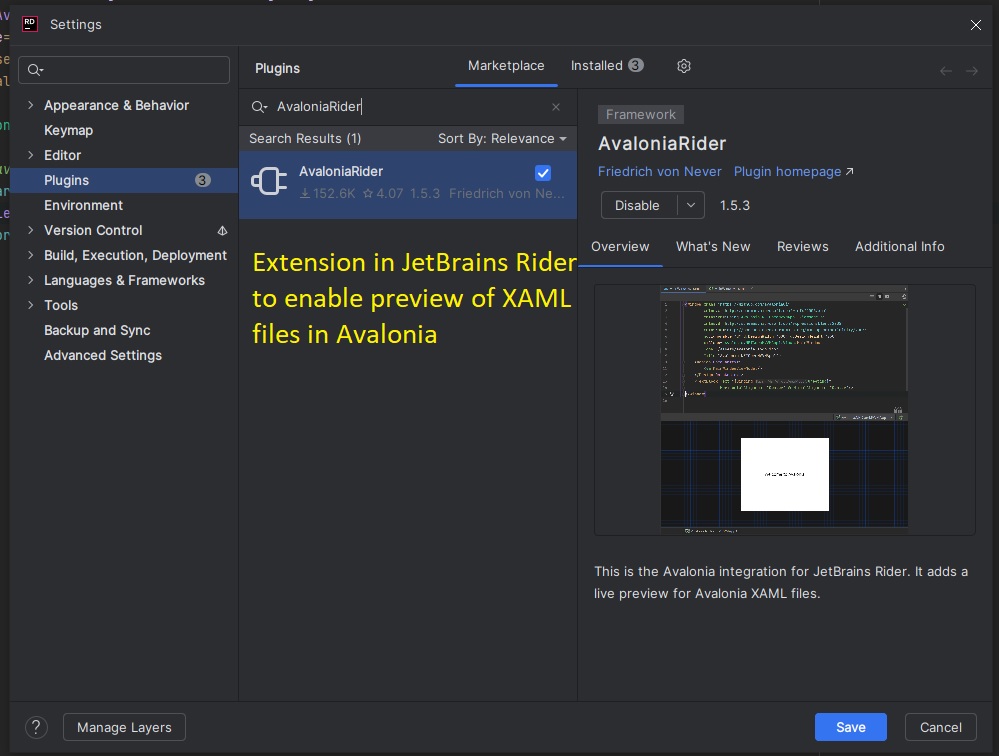 RD
Settings
Plugins
Marketplace
Installed 3
Appearance & Behavior
Keymap
Editor
Plugins 3
Environment
Version Control
Build, Execution, Deployment
Languages & Frameworks
Tools
Backup and Sync
Advanced Settings
AvaloniaRider
Search Results (1) Sort By: Relevance
AvaloniaRider
152.6K 4.07 1.5.3 Friedrich von Ne...
Extension in JetBrains Rider
to enable preview of XAML
files in Avalonia
Framework
AvaloniaRider
Friedrich von Never Plugin homepage
Disable 1.5.3
Overview What's New Reviews Additional Info
This is the Avalonia integration for JetBrains Rider. It adds a
live preview for Avalonia XAML files.
? Manage Layers
Save Cancel